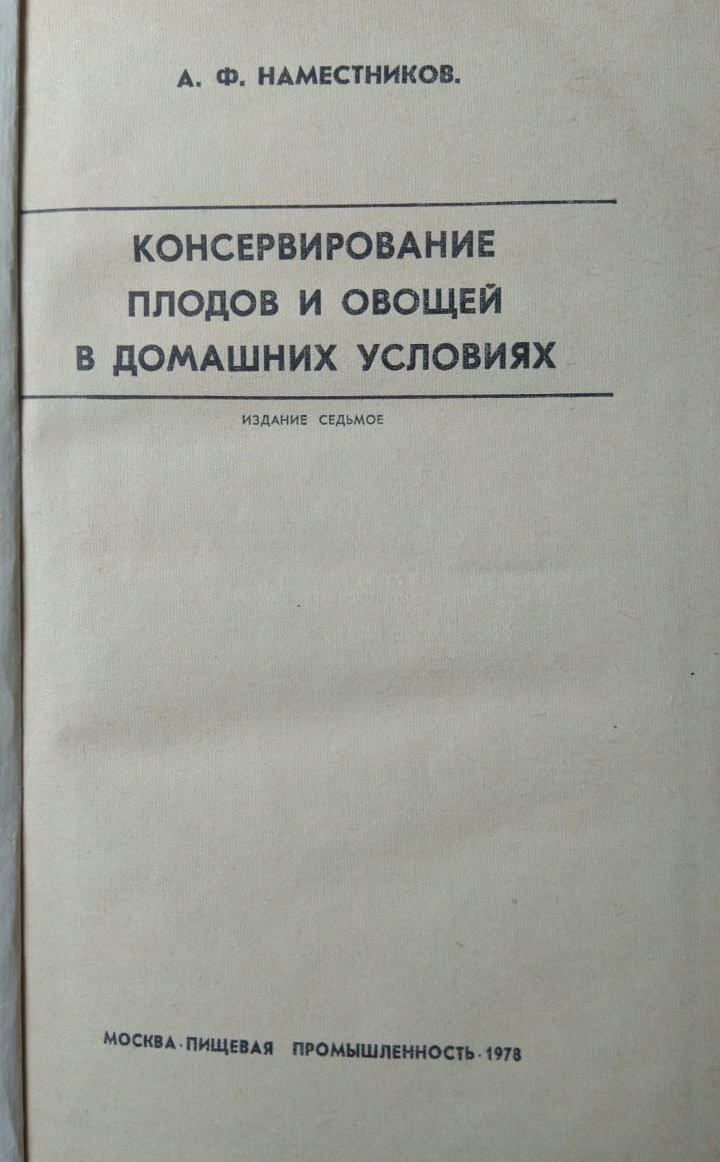 А. Ф. НАМЕСТНИКОВ.
КОНСЕРВИРОВАНИЕ
ПЛОДОВ И ОВОЩЕЙ
В ДОМАШНИХ УСЛОВИЯХ
ИЗДАНИЕ СЕДЬМОЕ
МОСКВА·ПИЩЕВАЯ ПРОМЫШЛЕННОСТЬ·1978